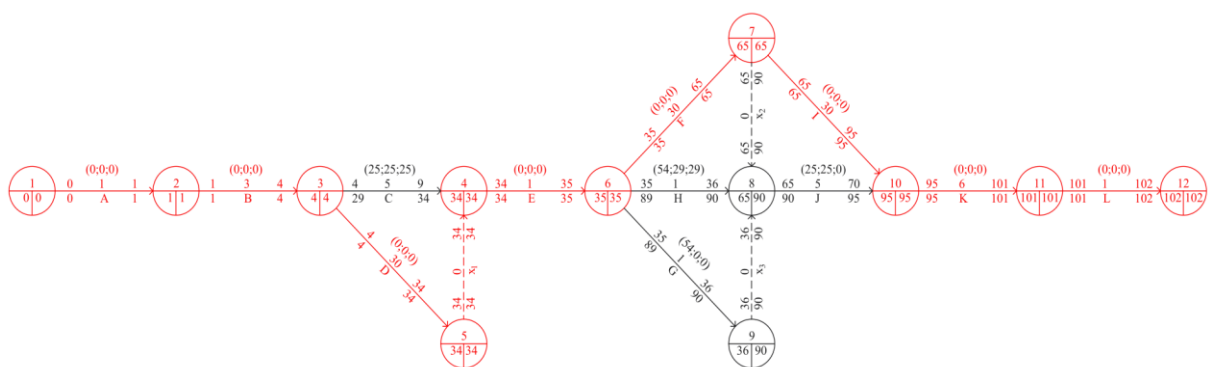 1
0 0
(0;0;0)
0 1 1
0 A 1
2
1 1
(0;0;0)
1 3 4
1 B 4
3
4 4
(25;25;25)
4 5 9
29 C 34
(0;0;0)
4 30 34
4 D 34
5
34 34
34 0 34
34 x₁ 34
4
34 34
(0;0;0)
34 1 35
34 E 35
6
35 35
(0;0;0)
35 30 65
35 F 65
7
65 65
65 0 65
90 x₂ 90
(54;29;29)
35 1 36
89 H 90
(54;0;0)
35 1 36
89 G 90
9
36 90
36 0 36
90 x₃ 90
8
65 90
(0;0;0)
65 30 95
65 I 95
(25;25;0)
65 5 70
90 J 95
10
95 95
(0;0;0)
95 6 101
95 K 101
11
101 101
(0;0;0)
101 1 102
101 L 102
12
102 102